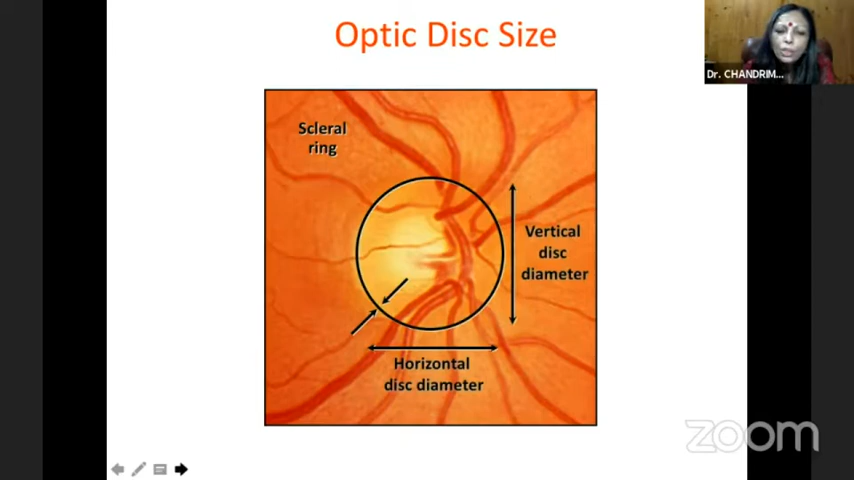 Optic Disc Size
Dr. CHANDRIM...
Scleral
ring
Vertical
disc
diameter
Horizontal
disc diameter
zoom